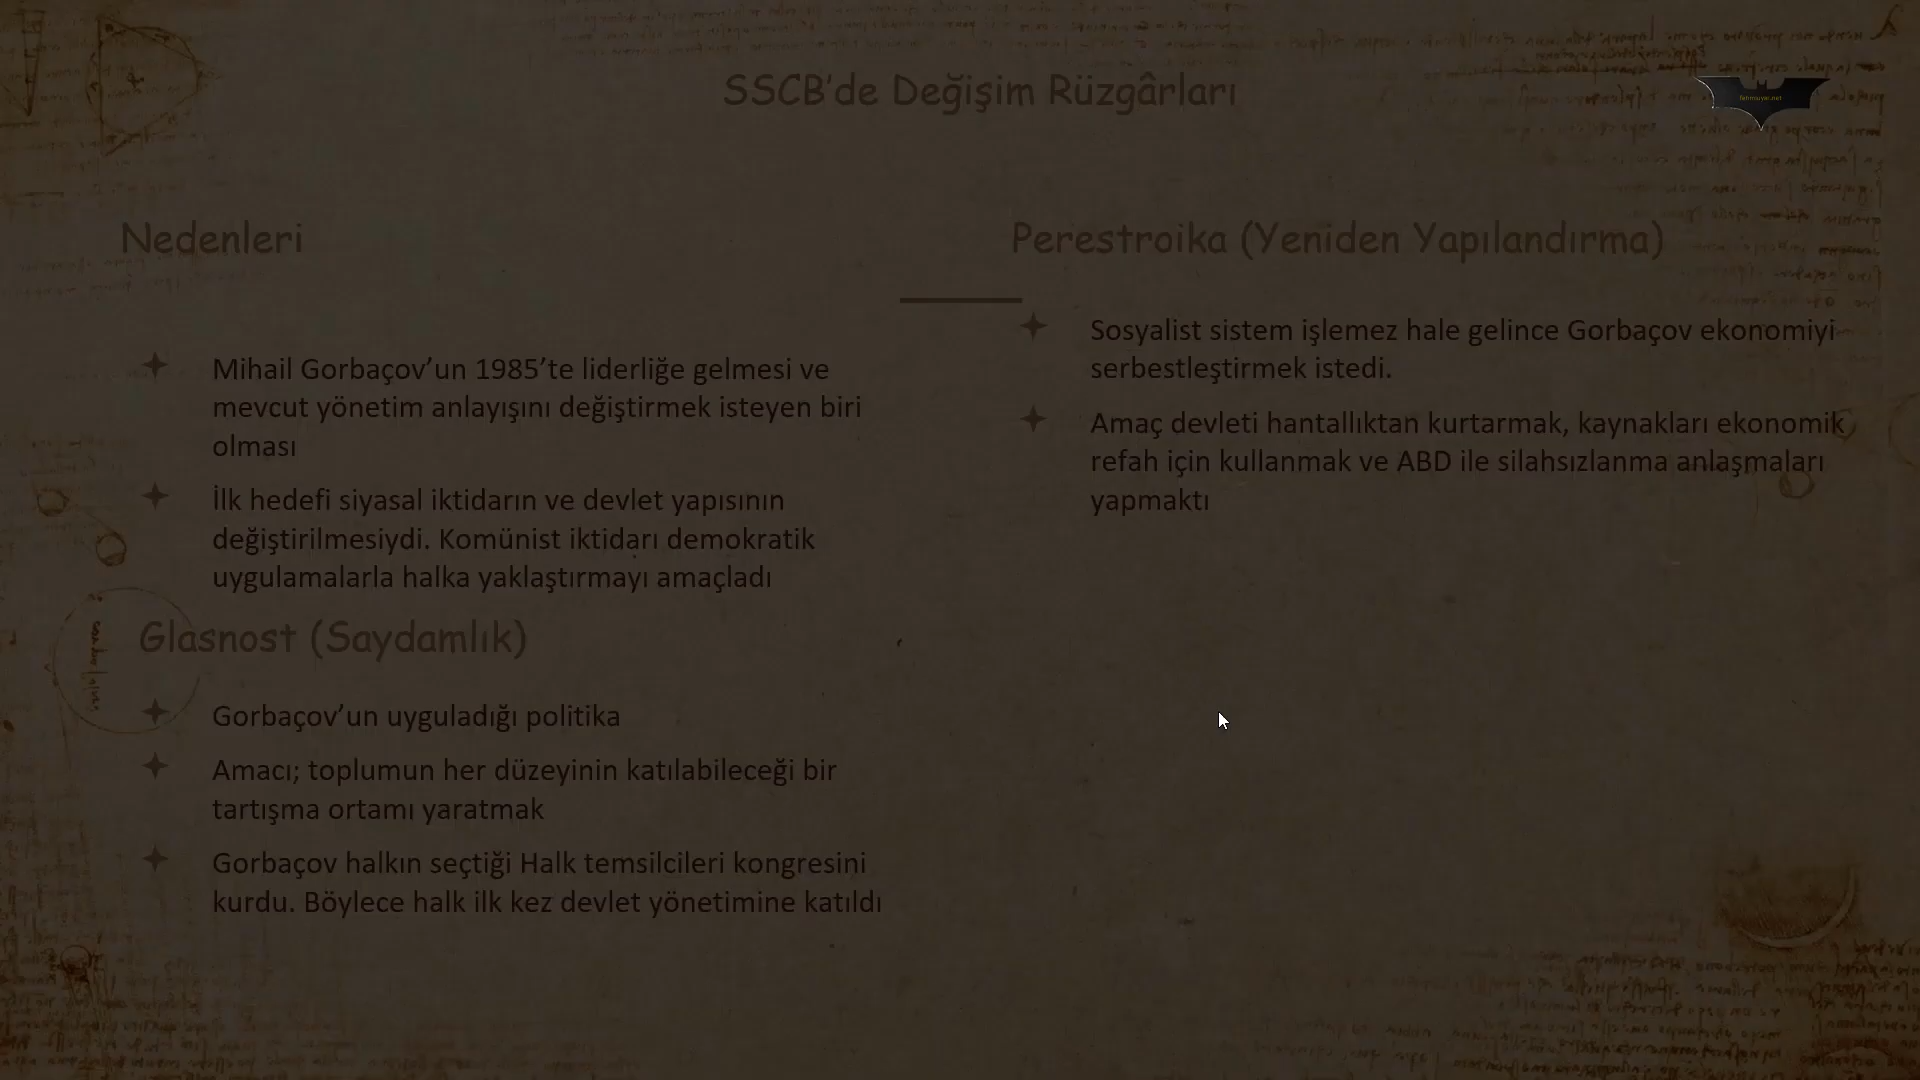 SSCB'de Değişim Rüzgârları
Nedenleri
Mihail Gorbaçov’un 1985’te liderliğe gelmesi ve
mevcut yönetim anlayışını değiştirmek isteyen biri
olması
İlk hedefi siyasal iktidarın ve devlet yapısının
değiştirilmesiydi. Komünist iktidarı demokratik
uygulamalarla halka yaklaştırmayı amaçladı
Glasnost (Saydamlık)
Gorbaçov’un uyguladığı politika
Amacı; toplumun her düzeyinin katılabileceği bir
tartışma ortamı yaratmak
Gorbaçov halkın seçtiği Halk temsilcileri kongresini
kurdu. Böylece halk ilk kez devlet yönetimine katıldı
Perestroika (Yeniden Yapılandırma)
Sosyalist sistem işlemez hale gelince Gorbaçov ekonomiyi
serbestleştirmek istedi.
Amaç devleti hantallıktan kurtarmak, kaynakları ekonomik
refah için kullanmak ve ABD ile silahsızlanma anlaşmaları
yapmaktı